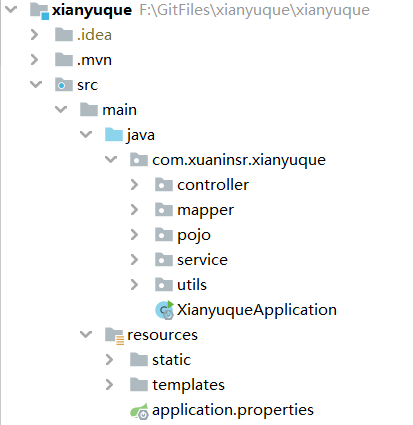 xianyuque F:\GitFiles\xianyuque\xianyuque
.idea
.mvn
src
main
java
com.xuaninsr.xianyuque
controller
mapper
pojo
service
utils
XianyuqueApplication
resources
static
templates
application.properties